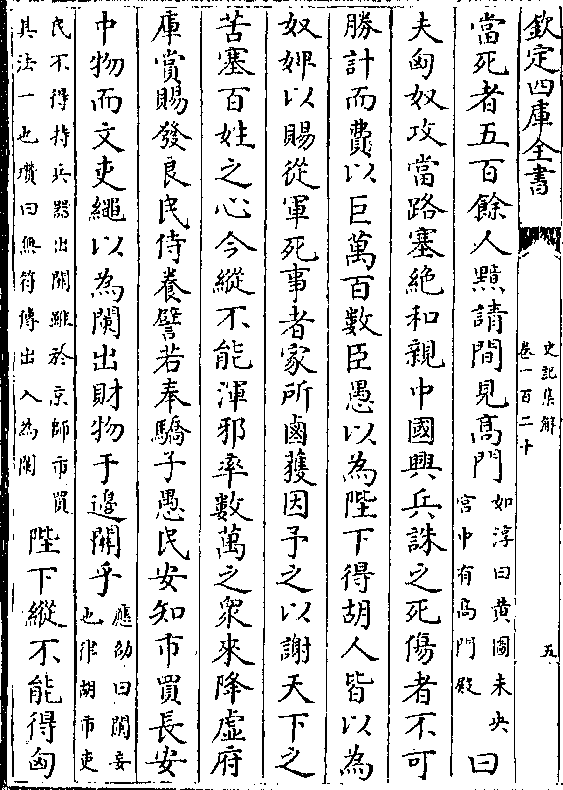 欽定四庫全書
史記集解
卷一百二十
五
當死者五百餘人黯請間見高門如淳曰黄圖未央宫中有高門殿曰
夫匈奴攻當路塞絶和親中國興兵誅之死傷者不可
勝計而費以巨萬百數臣愚以為陛下得胡人皆以為
奴婢以賜從軍死事者家所鹵獲因予之以謝天下之
苦塞百姓之心今縱不能渾邪率數萬之衆來降虚府
庫賞賜發良民侍養譬若奉驕子愚民安知市買長安
中物而文吏繩以為闌出財物于邊關乎應劭曰闌妄也律胡市吏
民不得持兵器出關雖於京師市買其法一也瓚曰無符傳出入為闌陛下縱不能得匈